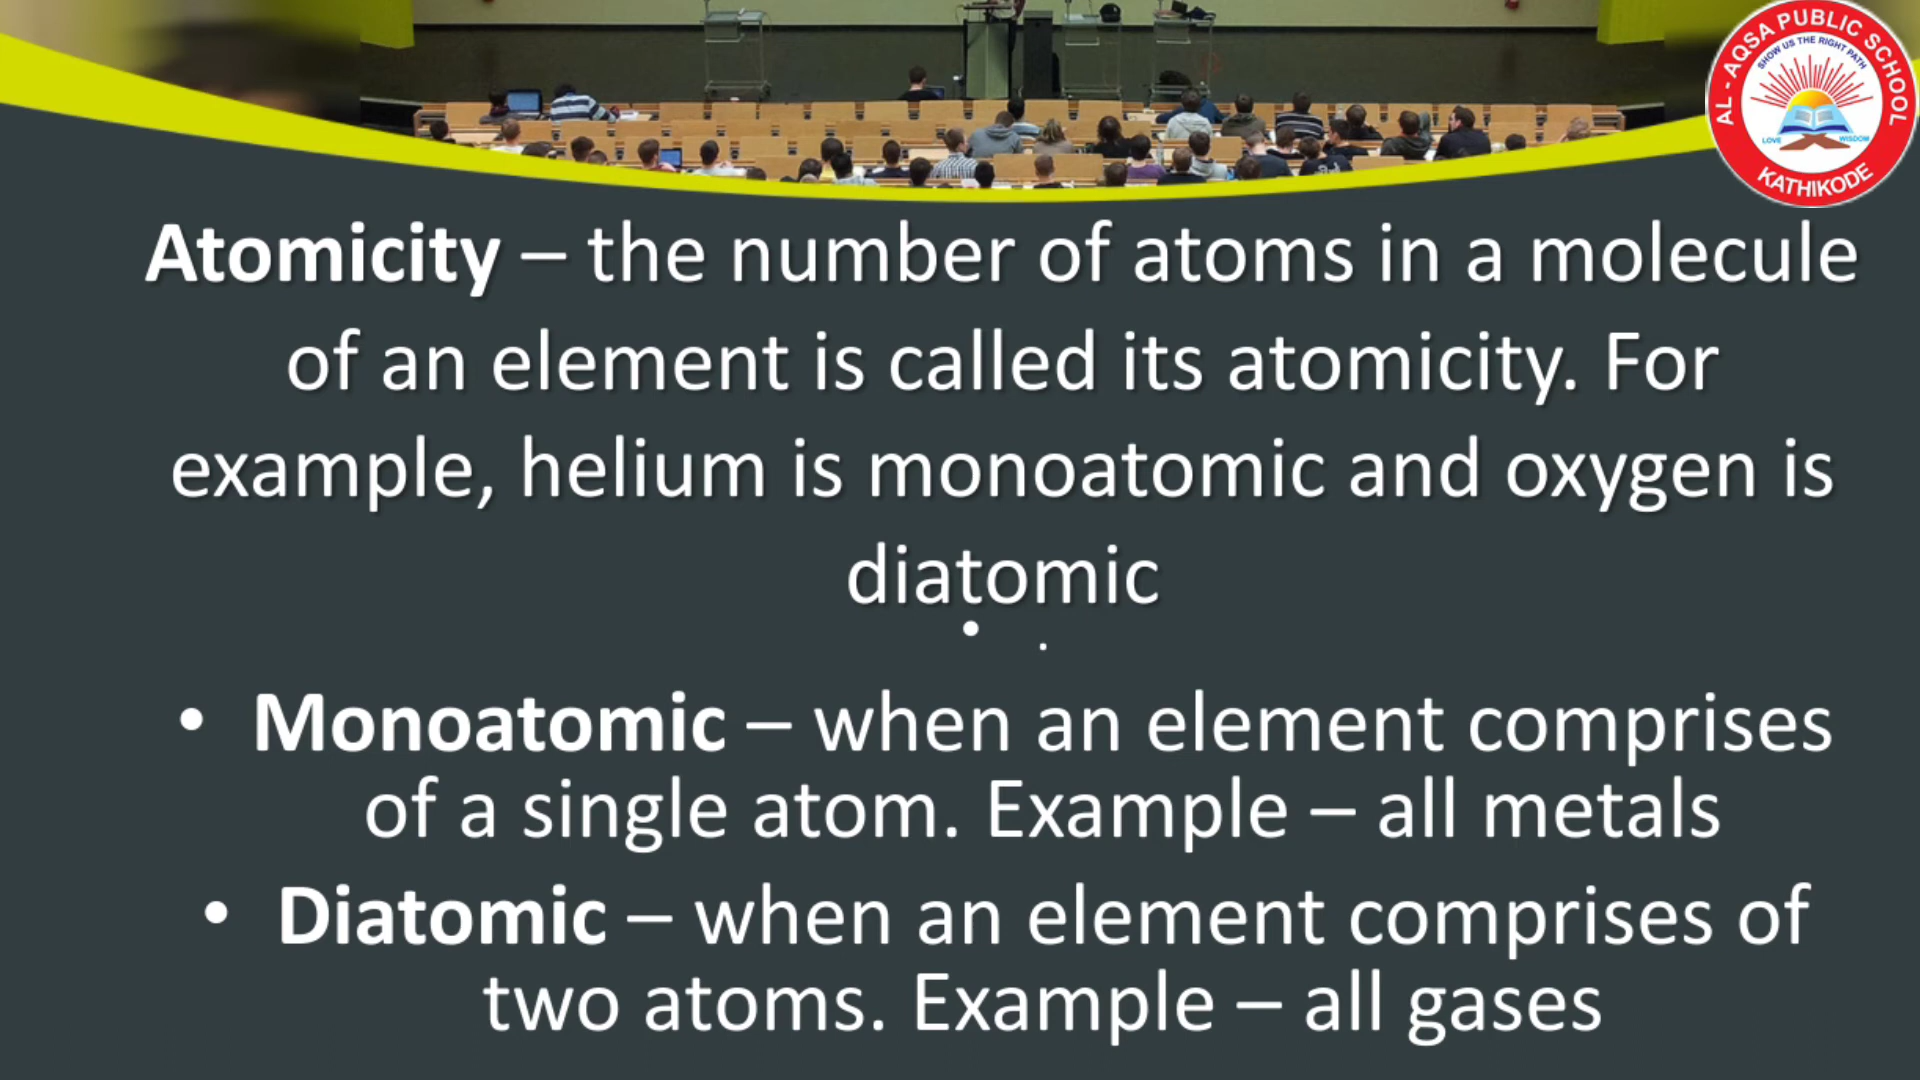 AL - AQSA PUBLIC SCHOOL
SHOW US THE RIGHT PATH
LOVE WISDOM
KATHIKODE
Atomicity – the number of atoms in a molecule
of an element is called its atomicity. For
example, helium is monoatomic and oxygen is
diatomic
• .
• Monoatomic – when an element comprises
of a single atom. Example – all metals
• Diatomic – when an element comprises of
two atoms. Example – all gases